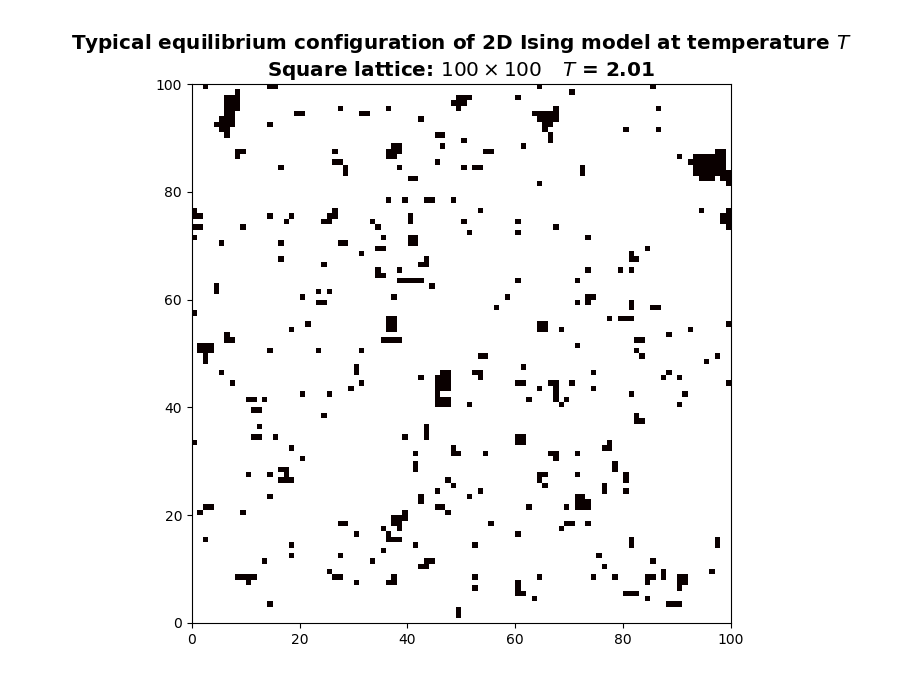 Typical equilibrium configuration of 2D Ising model at temperature T
Square lattice: 100 × 100 T = 2.01
100
80
60
40
20
0
0 20 40 60 80 100